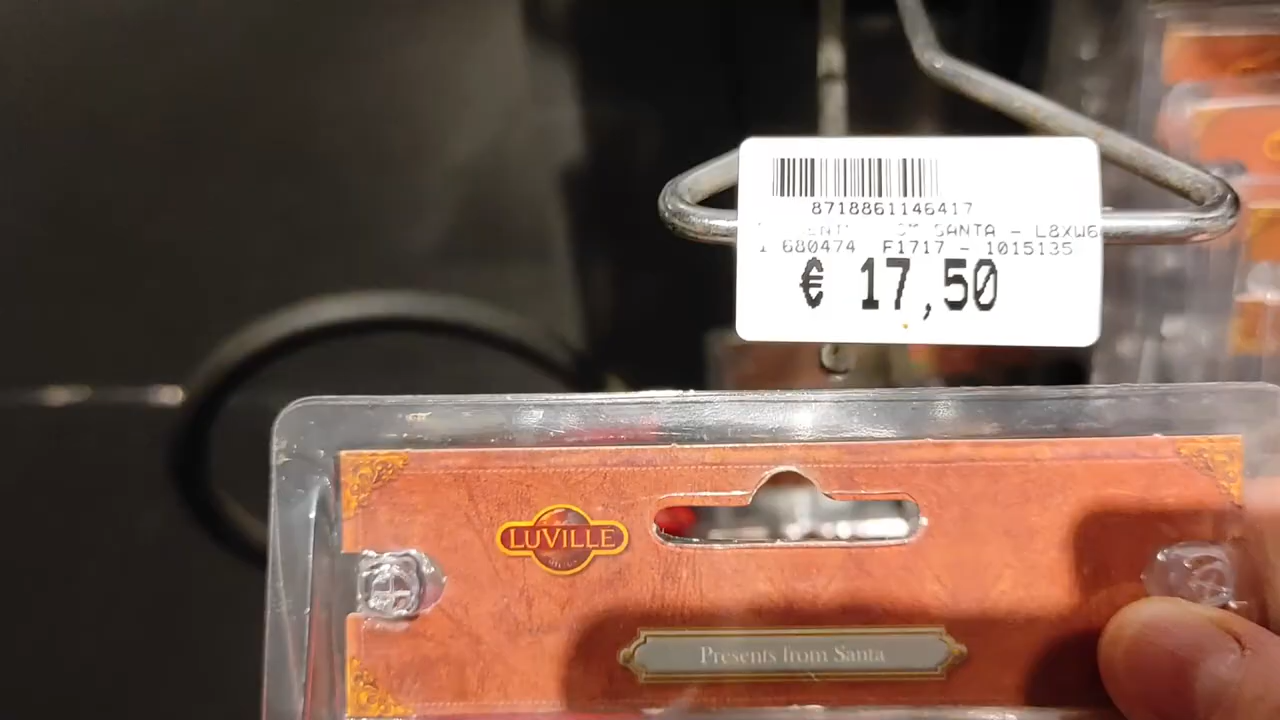 8718861146417
SANTA - L8XW6
680474 F1717 - 1015135
€ 17,50
LUVILLE
Presents from Santa